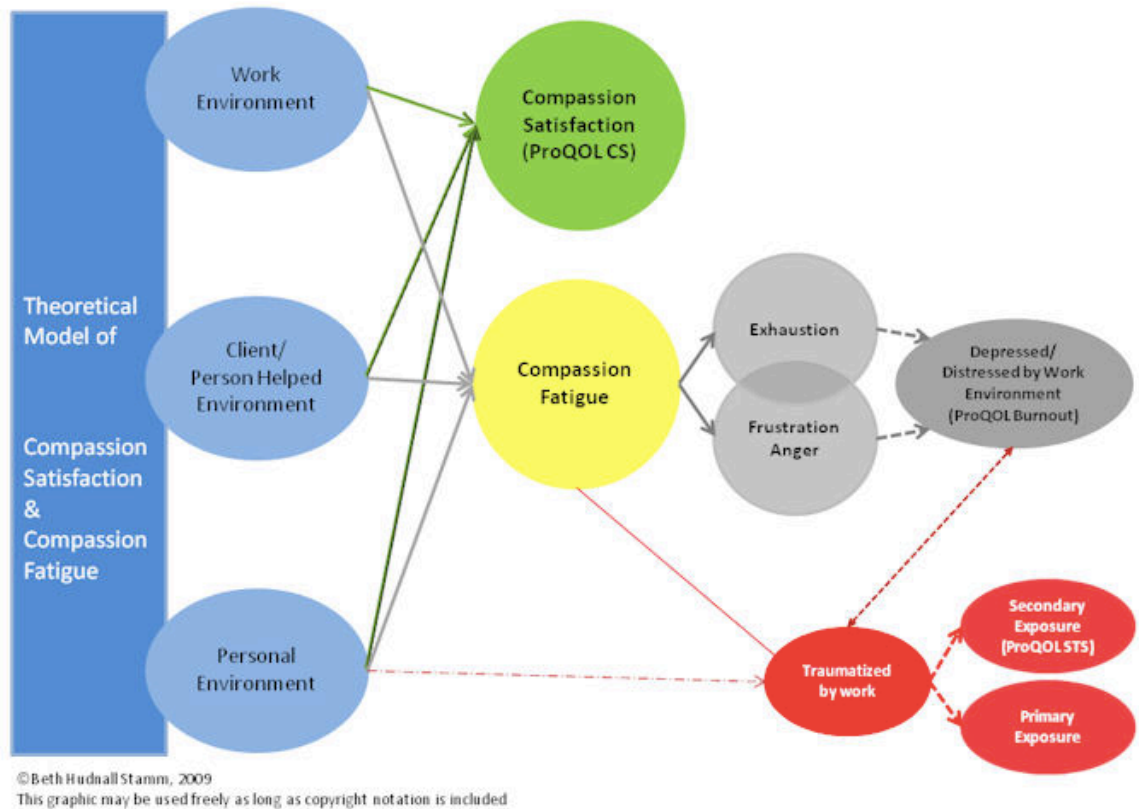 Theoretical
Model of
Compassion
Satisfaction
&
Compassion
Fatigue
Work
Environment
Client/
Person Helped
Environment
Personal
Environment
Compassion
Satisfaction
(ProQOL CS)
Compassion
Fatigue
Exhaustion
Frustration
Anger
Depressed/
Distressed by Work
Environment
(ProQOL Burnout)
Traumatized
by work
Secondary
Exposure
(ProQOL STS)
Primary
Exposure
©Beth Hudnall Stamm, 2009
This graphic may be used freely as long as copyright notation is included